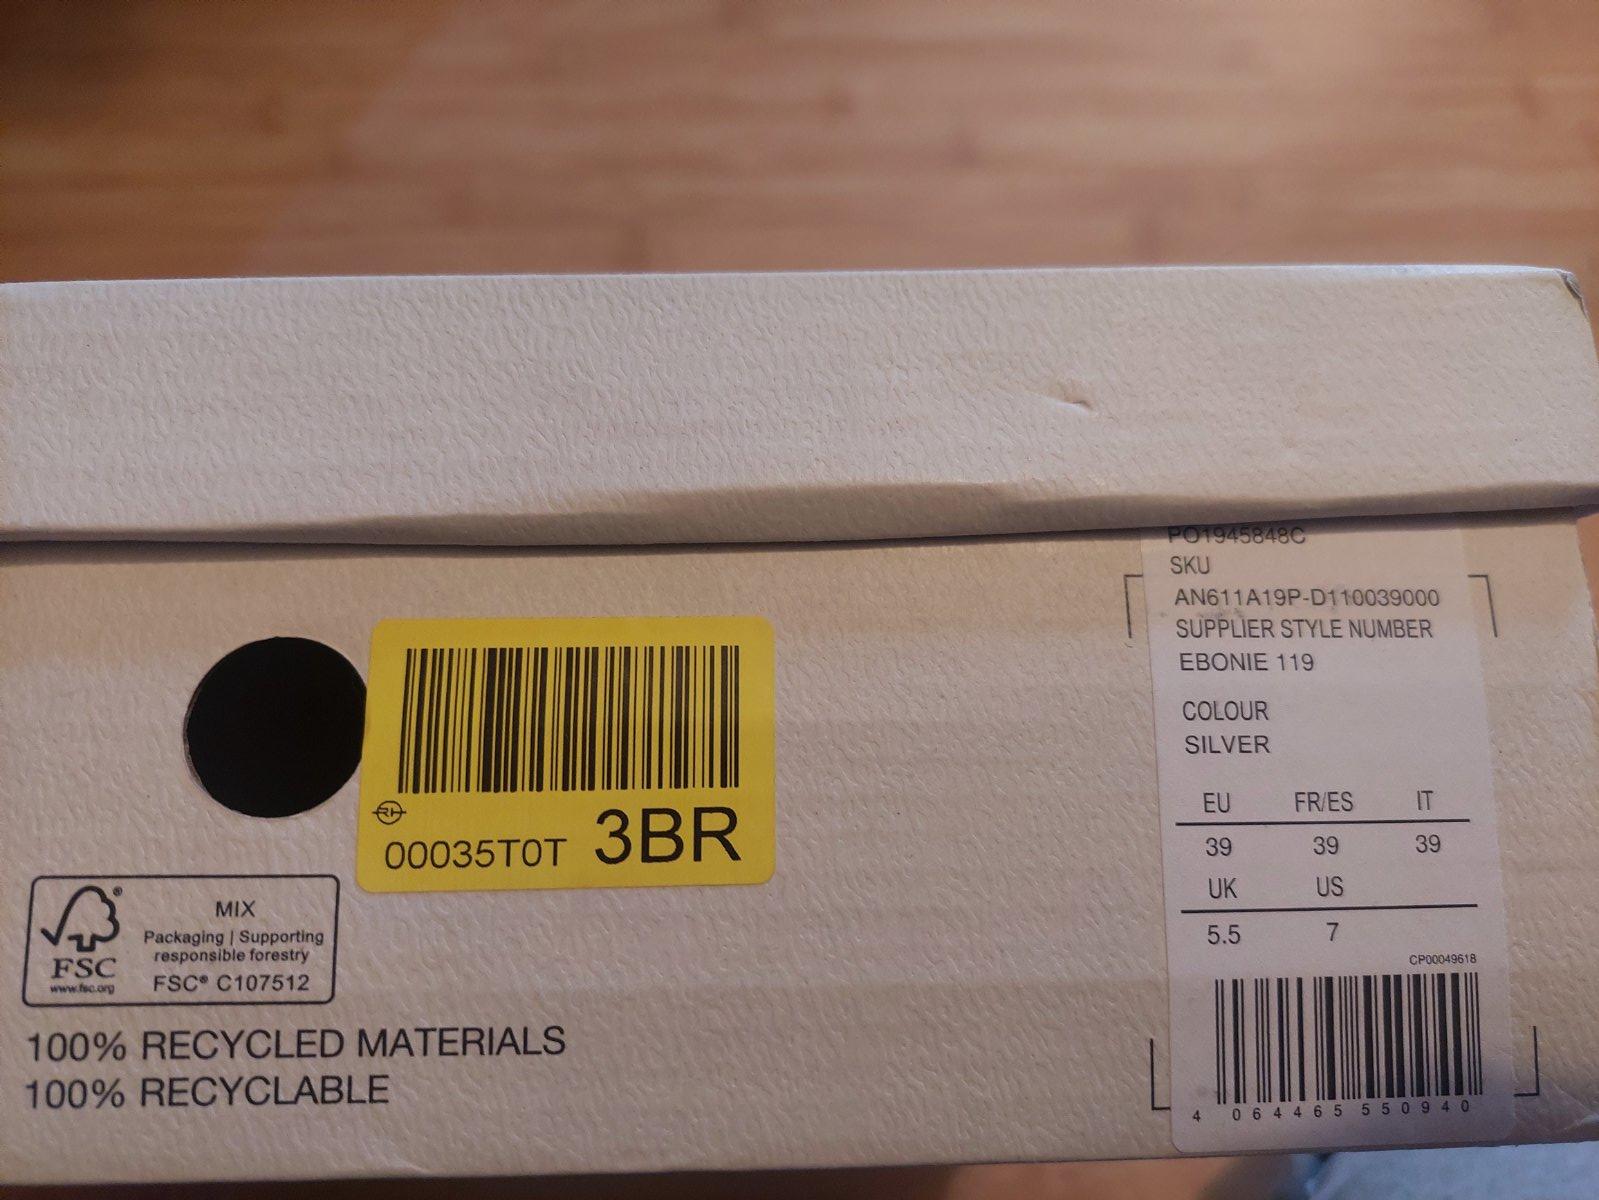 PO1945848C
SKU
AN611A19P-D110039000
SUPPLIER STYLE NUMBER
EBONIE 119
COLOUR
SILVER
EU FR/ES IT
39 39 39
UK US
5.5 7
CP00049618
4 064465 550940
RH
00035T0T 3BR
FSC®
www.fsc.org
MIX
Packaging | Supporting
responsible forestry
FSC® C107512
100% RECYCLED MATERIALS
100% RECYCLABLE